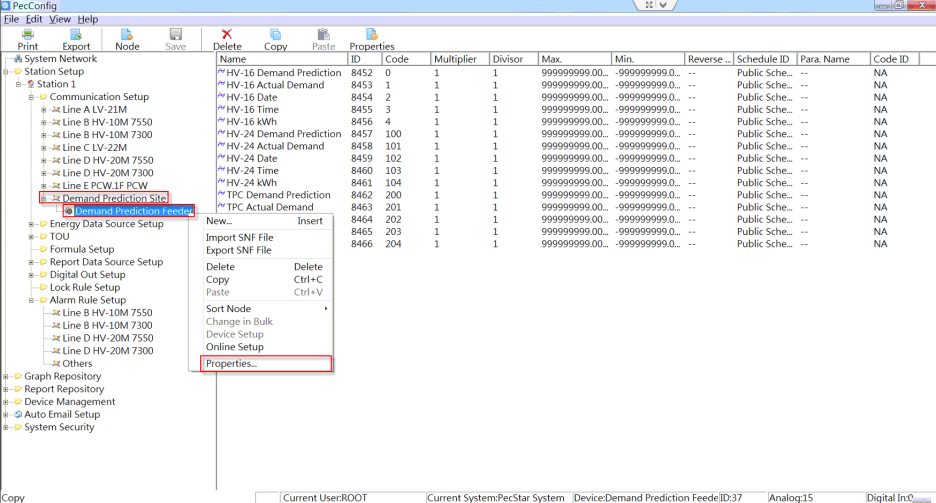 PecConfig
File Edit View Help
Print Export Node Save Delete Copy Paste Properties
System Network
Station Setup
Station 1
Communication Setup
Line A LV-21M
Line B HV-10M 7550
Line B HV-10M 7300
Line C LV-22M
Line D HV-20M 7550
Line D HV-20M 7300
Line E PCW.1F PCW
Demand Prediction Site
Demand Prediction Feeder
Energy Data Source Setup
TOU
Formula Setup
Report Data Source Setup
Digital Out Setup
Lock Rule Setup
Alarm Rule Setup
Line B HV-10M 7550
Line B HV-10M 7300
Line D HV-20M 7550
Line D HV-20M 7300
Others
Graph Repository
Report Repository
Device Management
Auto Email Setup
System Security
New... Insert
Import SNF File
Export SNF File
Delete Delete
Copy Ctrl+C
Paste Ctrl+V
Sort Node
Change in Bulk
Device Setup
Online Setup
Properties...
Name ID Code Multiplier Divisor Max. Min. Reverse ... Schedule ID Para. Name Code ID
HV-16 Demand Prediction 8452 0 1 1 999999999.00... -999999999.0... -- Public Sche... -- NA
HV-16 Actual Demand 8453 1 1 1 999999999.00... -999999999.0... -- Public Sche... -- NA
HV-16 Date 8454 2 1 1 999999999.00... -999999999.0... -- Public Sche... -- NA
HV-16 Time 8455 3 1 1 999999999.00... -999999999.0... -- Public Sche... -- NA
HV-16 kWh 8456 4 1 1 999999999.00... -999999999.0... -- Public Sche... -- NA
HV-24 Demand Prediction 8457 100 1 1 999999999.00... -999999999.0... -- Public Sche... -- NA
HV-24 Actual Demand 8458 101 1 1 999999999.00... -999999999.0... -- Public Sche... -- NA
HV-24 Date 8459 102 1 1 999999999.00... -999999999.0... -- Public Sche... -- NA
HV-24 Time 8460 103 1 1 999999999.00... -999999999.0... -- Public Sche... -- NA
HV-24 kWh 8461 104 1 1 999999999.00... -999999999.0... -- Public Sche... -- NA
TPC Demand Prediction 8462 200 1 1 999999999.00... -999999999.0... -- Public Sche... -- NA
TPC Actual Demand 8463 201 1 1 999999999.00... -999999999.0... -- Public Sche... -- NA
8464 202 1 1 999999999.00... -999999999.0... -- Public Sche... -- NA
8465 203 1 1 999999999.00... -999999999.0... -- Public Sche... -- NA
8466 204 1 1 999999999.00... -999999999.0... -- Public Sche... -- NA
Copy Current User:ROOT Current System:PecStar System Device:Demand Prediction Feede ID:37 Analog:15 Digital In:0